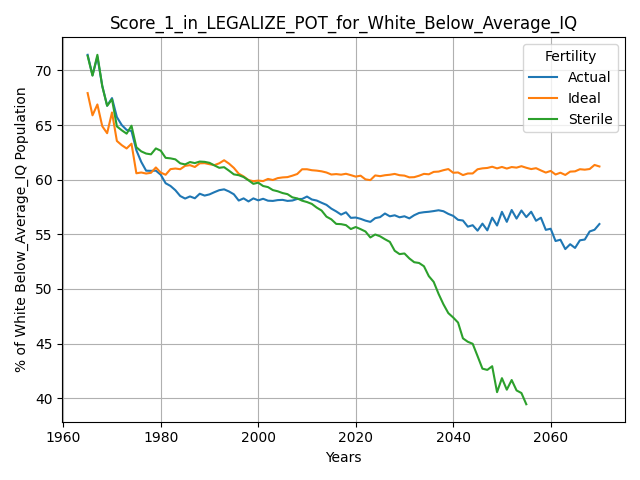 Score_1_in_LEGALIZE_POT_for_White_Below_Average_IQ
% of White Below_Average_IQ Population
70
65
60
55
50
45
40
Fertility
Actual
Ideal
Sterile
1960 1980 2000 2020 2040 2060
Years